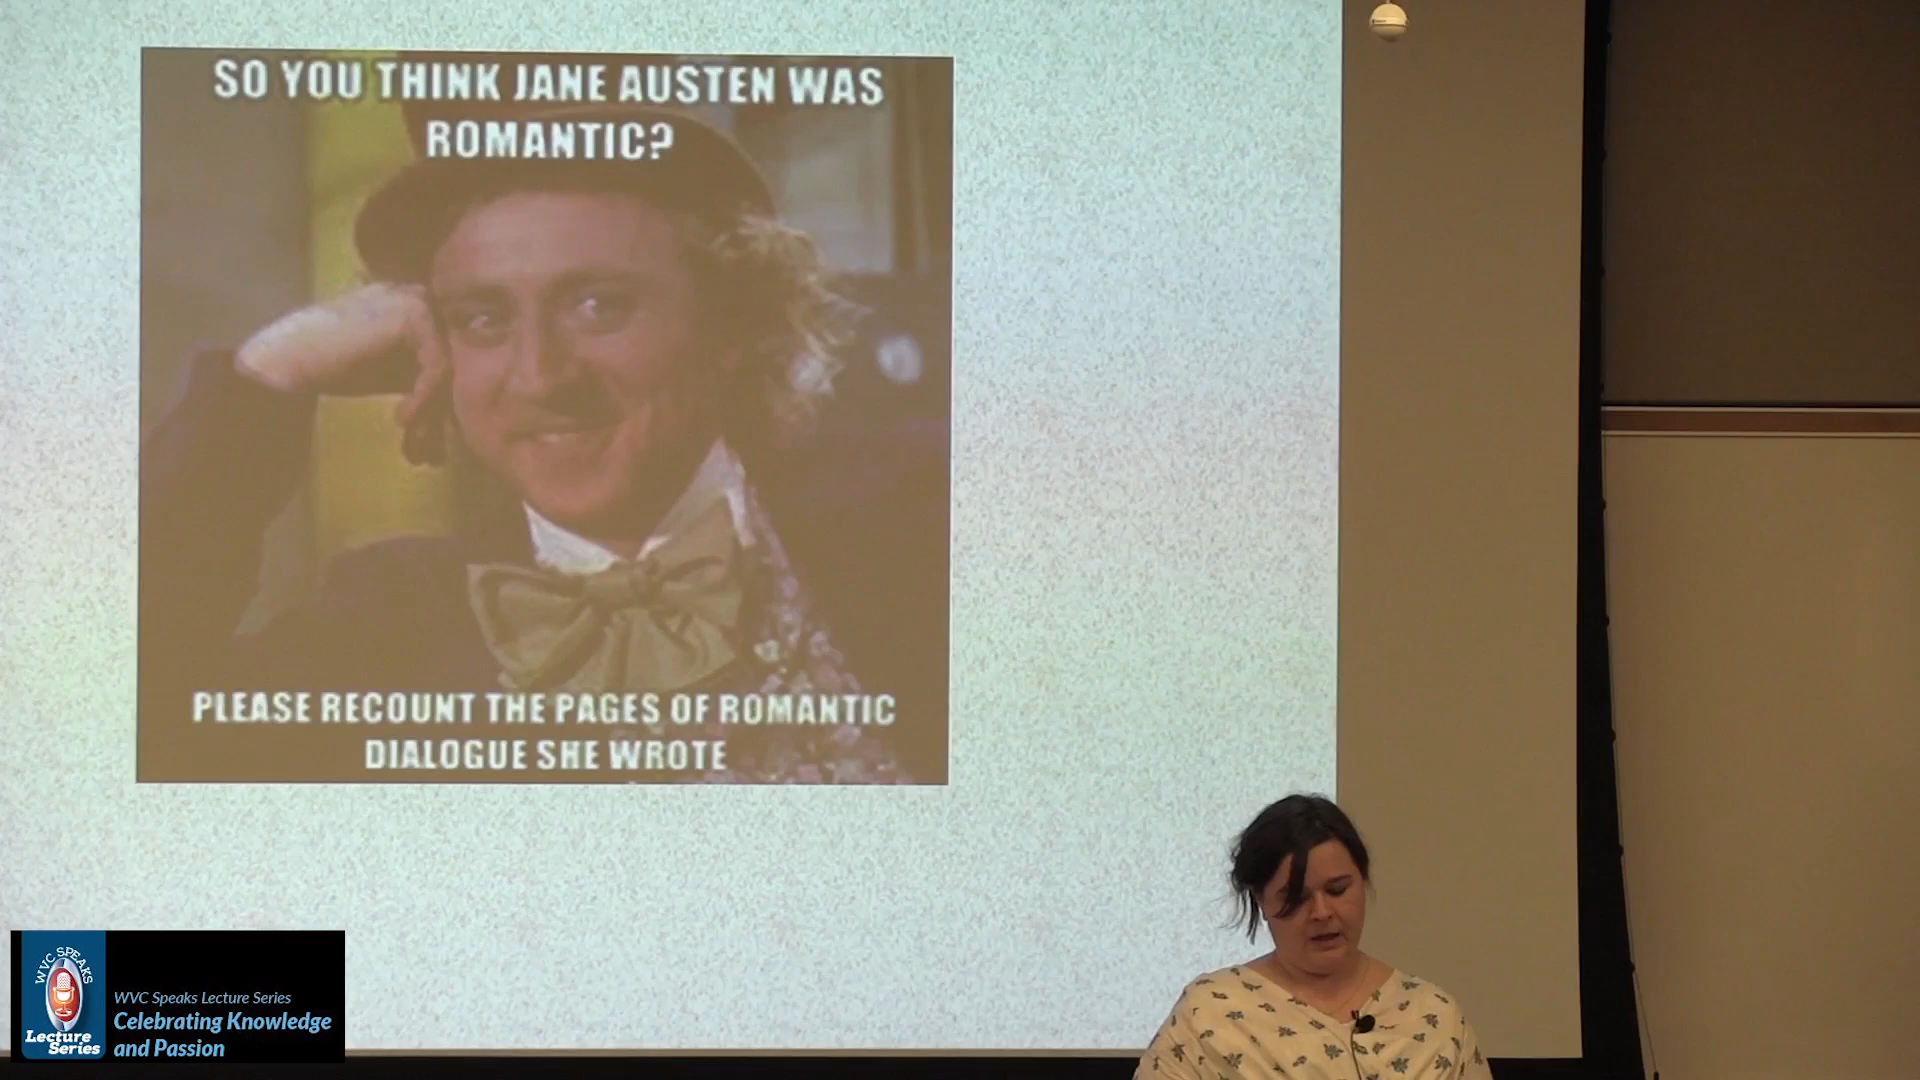 SO YOU THINK JANE AUSTEN WAS
ROMANTIC?
PLEASE RECOUNT THE PAGES OF ROMANTIC
DIALOGUE SHE WROTE
WVC SPEAKS
Lecture
Series
WVC Speaks Lecture Series
Celebrating Knowledge
and Passion